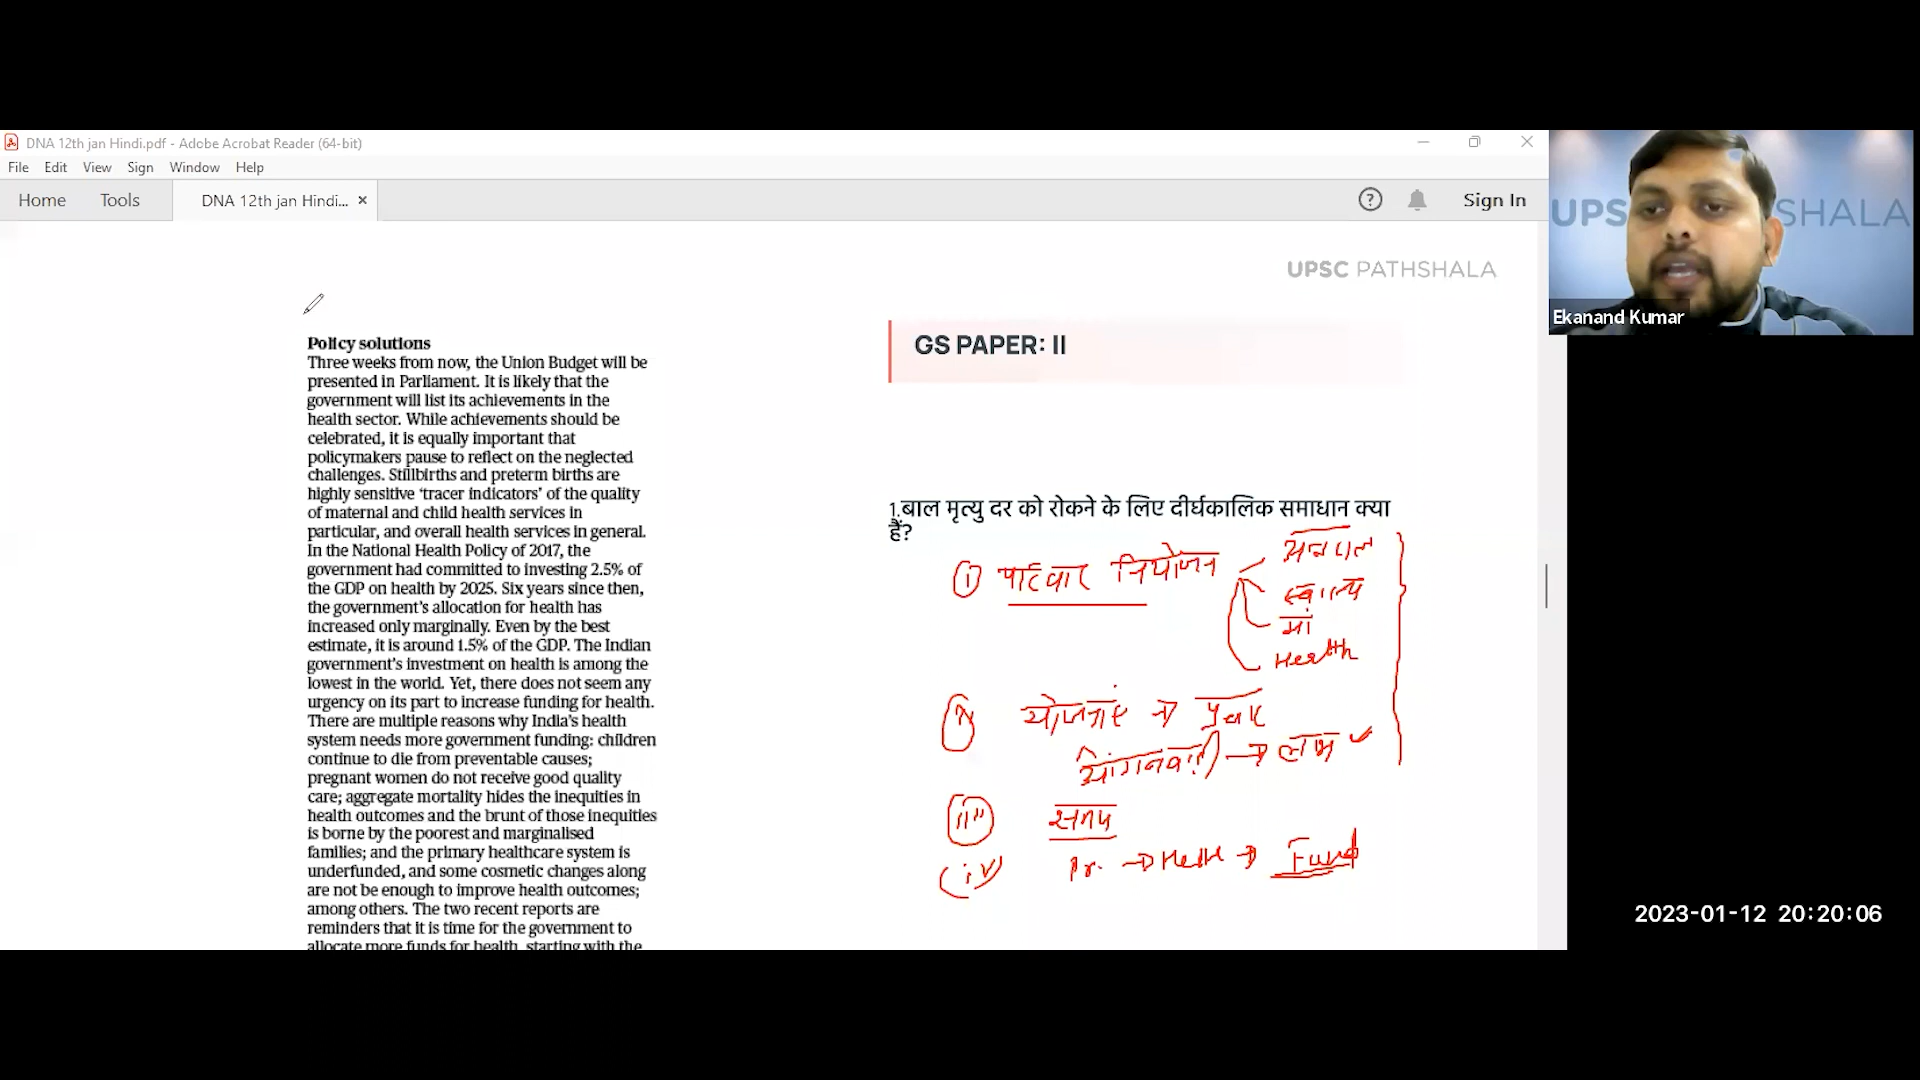 DNA 12th jan Hindi.pdf - Adobe Acrobat Reader (64-bit)
File Edit View Sign Window Help
Home Tools DNA 12th jan Hindi... × Sign In
UPSC PATHSHALA
Policy solutions
Three weeks from now, the Union Budget will be
presented in Parliament. It is likely that the
government will list its achievements in the
health sector. While achievements should be
celebrated, it is equally important that
policymakers pause to reflect on the neglected
challenges. Stillbirths and preterm births are
highly sensitive ‘tracer indicators’ of the quality
of maternal and child health services in
particular, and overall health services in general.
In the National Health Policy of 2017, the
government had committed to investing 2.5% of
the GDP on health by 2025. Six years since then,
the government’s allocation for health has
increased only marginally. Even by the best
estimate, it is around 1.5% of the GDP. The Indian
government’s investment on health is among the
lowest in the world. Yet, there does not seem any
urgency on its part to increase funding for health.
There are multiple reasons why India’s health
system needs more government funding: children
continue to die from preventable causes;
pregnant women do not receive good quality
care; aggregate mortality hides the inequities in
health outcomes and the brunt of those inequities
is borne by the poorest and marginalised
families; and the primary healthcare system is
underfunded, and some cosmetic changes along
are not be enough to improve health outcomes;
among others. The two recent reports are
reminders that it is time for the government to
allocate more funds for health, starting with the
GS PAPER: II
1.बाल मृत्यु दर को रोकने के लिए दीर्घकालिक समाधान क्या
हैं?
(i) परिवार नियोजन
स्वास्थ्य
मां
Health
योजनाएं → प्रचार
आंगनवाड़ी → लाभ ✓
(iii) समय
(iv) Pr. → Health → Fund
UPS SHALA
Ekanand Kumar
2023-01-12 20:20:06